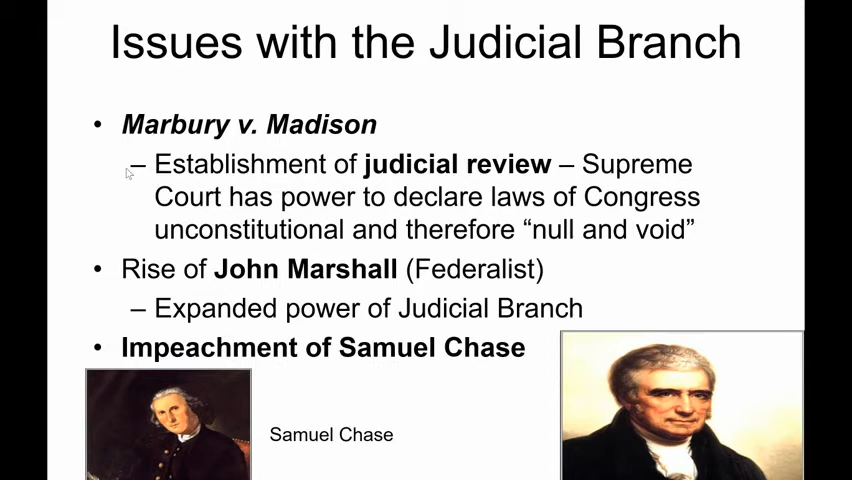 Issues with the Judicial Branch
• Marbury v. Madison
– Establishment of judicial review – Supreme
Court has power to declare laws of Congress
unconstitutional and therefore “null and void”
• Rise of John Marshall (Federalist)
– Expanded power of Judicial Branch
• Impeachment of Samuel Chase
Samuel Chase